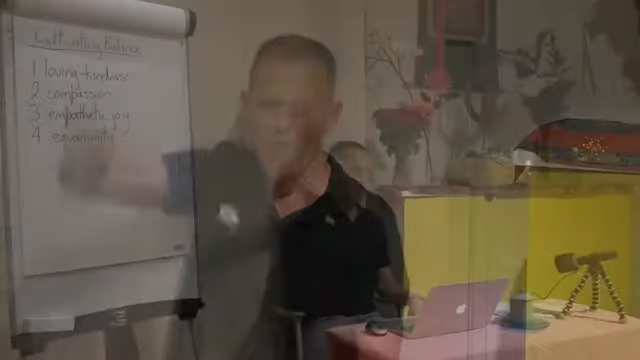 Cultivating Balance
1 loving-kindness
2 compassion
3 empathetic joy
4 equanimity